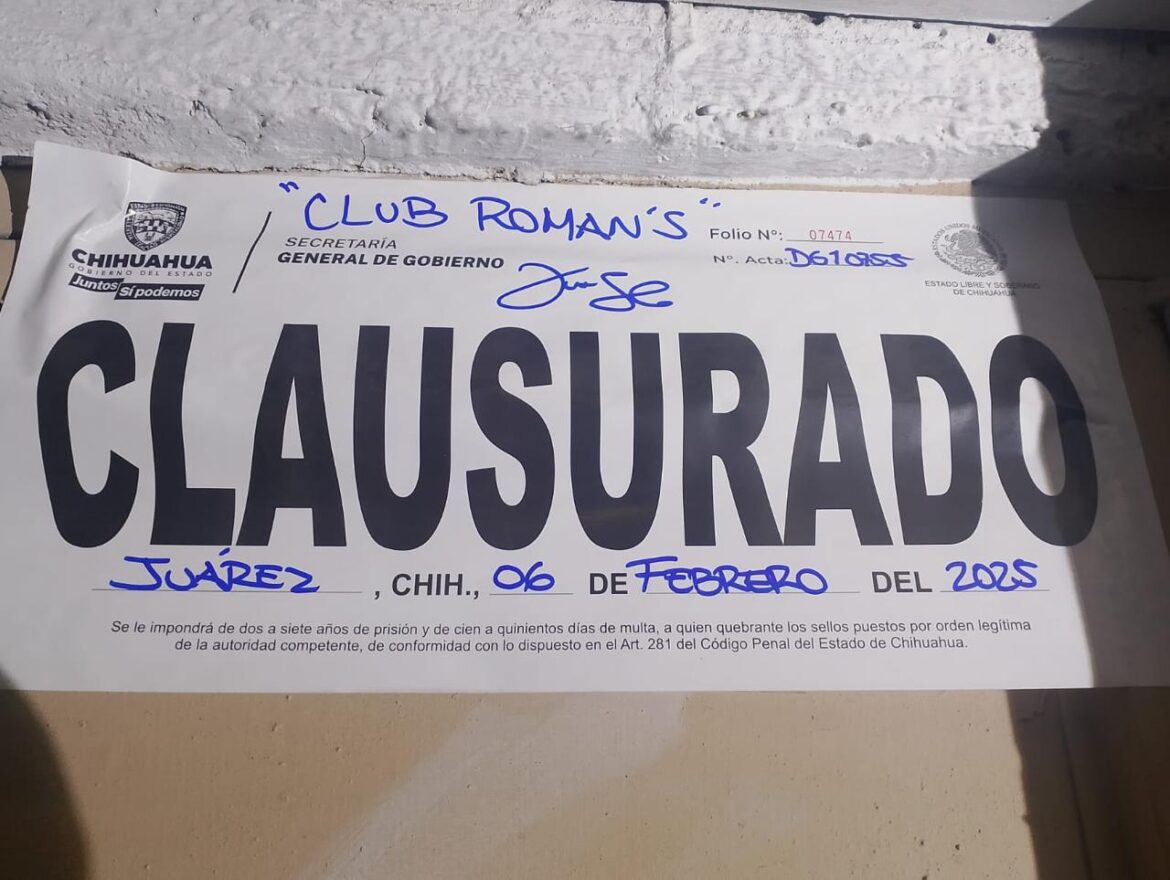 "CLUB ROMAN'S"
CHIHUAHUA
GOBIERNO DEL ESTADO
Juntos Sí podemos
SECRETARÍA
GENERAL DE GOBIERNO
Folio Nº: 07474
Nº. Acta:
ESTADO LIBRE Y SOBERANO
DE CHIHUAHUA
CLAUSURADO
JUÁREZ, CHIH., 06 DE FEBRERO DEL 2025
Se le impondrá de dos a siete años de prisión y de cien a quinientos días de multa, a quien quebrante los sellos puestos por orden legítima
de la autoridad competente, de conformidad con lo dispuesto en el Art. 281 del Código Penal del Estado de Chihuahua.